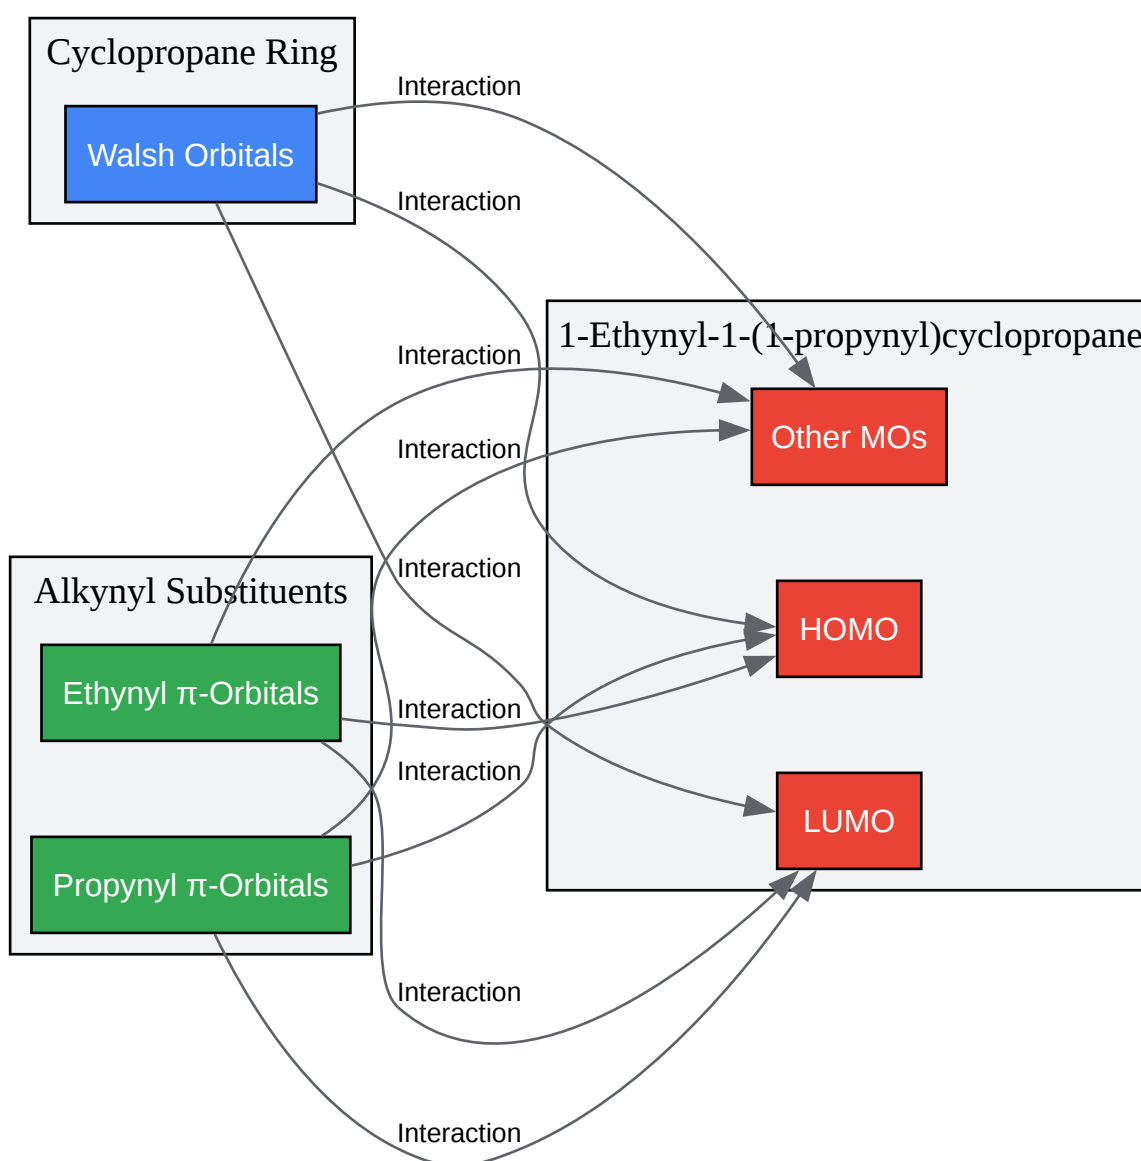 Cyclopropane Ring
Walsh Orbitals
Interaction
Interaction
1-Ethynyl-1-(1-propynyl)cyclopropane
Interaction
Other MOs
Interaction
Interaction
Alkynyl Substituents
HOMO
Ethynyl π-Orbitals
Interaction
Interaction
LUMO
Propynyl π-Orbitals
Interaction
Interaction